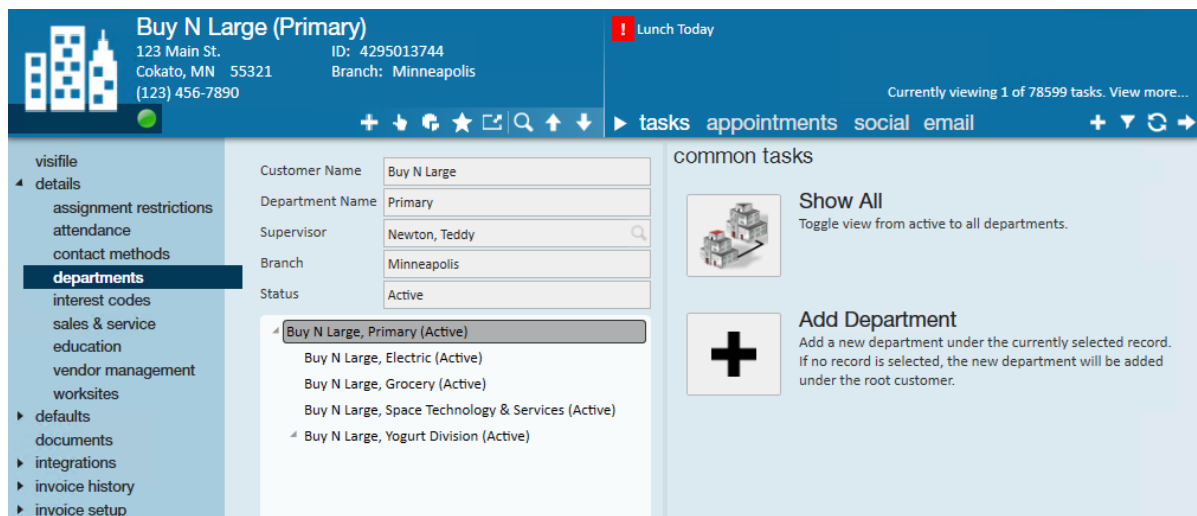 Buy N Large (Primary)
123 Main St.
ID: 4295013744
Cokato, MN 55321
Branch: Minneapolis
(123) 456-7890
! Lunch Today
Currently viewing 1 of 78599 tasks. View more...
tasks appointments social email
visifile
details
assignment restrictions
attendance
contact methods
departments
interest codes
sales & service
education
vendor management
worksites
defaults
documents
integrations
invoice history
invoice setup
Customer Name Buy N Large
Department Name Primary
Supervisor Newton, Teddy
Branch Minneapolis
Status Active
Buy N Large, Primary (Active)
Buy N Large, Electric (Active)
Buy N Large, Grocery (Active)
Buy N Large, Space Technology & Services (Active)
Buy N Large, Yogurt Division (Active)
common tasks
Show All
Toggle view from active to all departments.
Add Department
Add a new department under the currently selected record.
If no record is selected, the new department will be added
under the root customer.